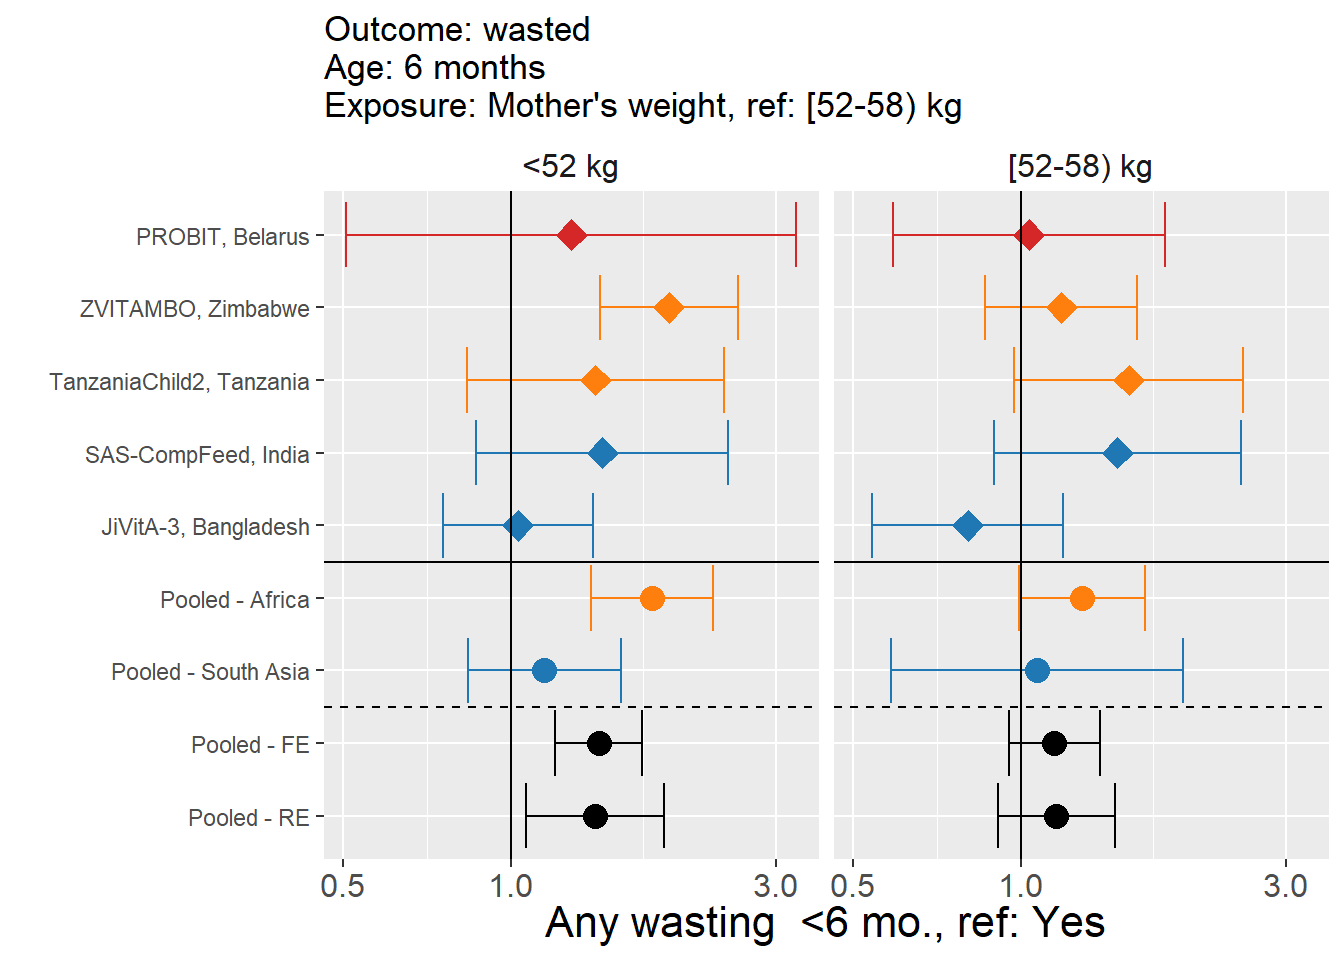 Outcome: wasted
Age: 6 months
Exposure: Mother's weight, ref: [52-58) kg
<52 kg
[52-58) kg
PROBIT, Belarus
ZVITAMBO, Zimbabwe
TanzaniaChild2, Tanzania
SAS-CompFeed, India
JiVitA-3, Bangladesh
Pooled - Africa
Pooled - South Asia
Pooled - FE
Pooled - RE
0.5 1.0 3.0 0.5 1.0 3.0
Any wasting <6 mo., ref: Yes